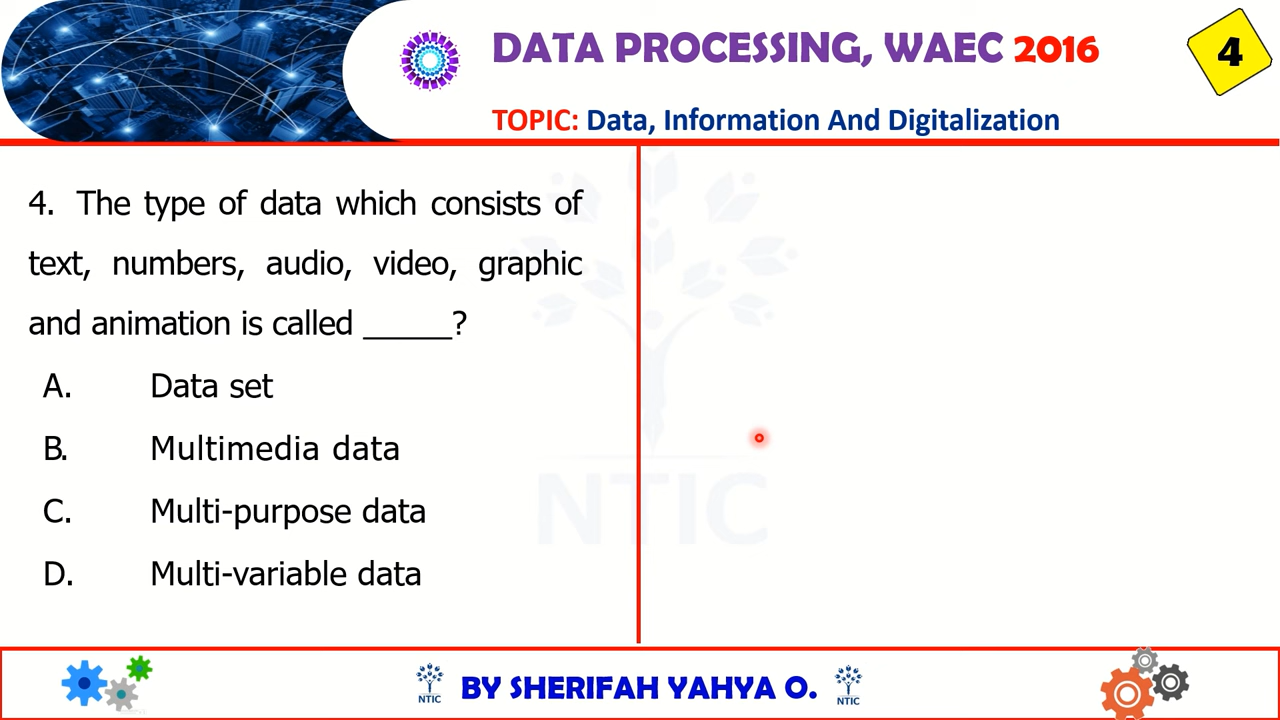 DATA PROCESSING, WAEC 2016
4
TOPIC: Data, Information And Digitalization
4. The type of data which consists of
text, numbers, audio, video, graphic
and animation is called _____?
A. Data set
B. Multimedia data
C. Multi-purpose data
D. Multi-variable data
NTIC
NTIC
BY SHERIFAH YAHYA O.
NTIC